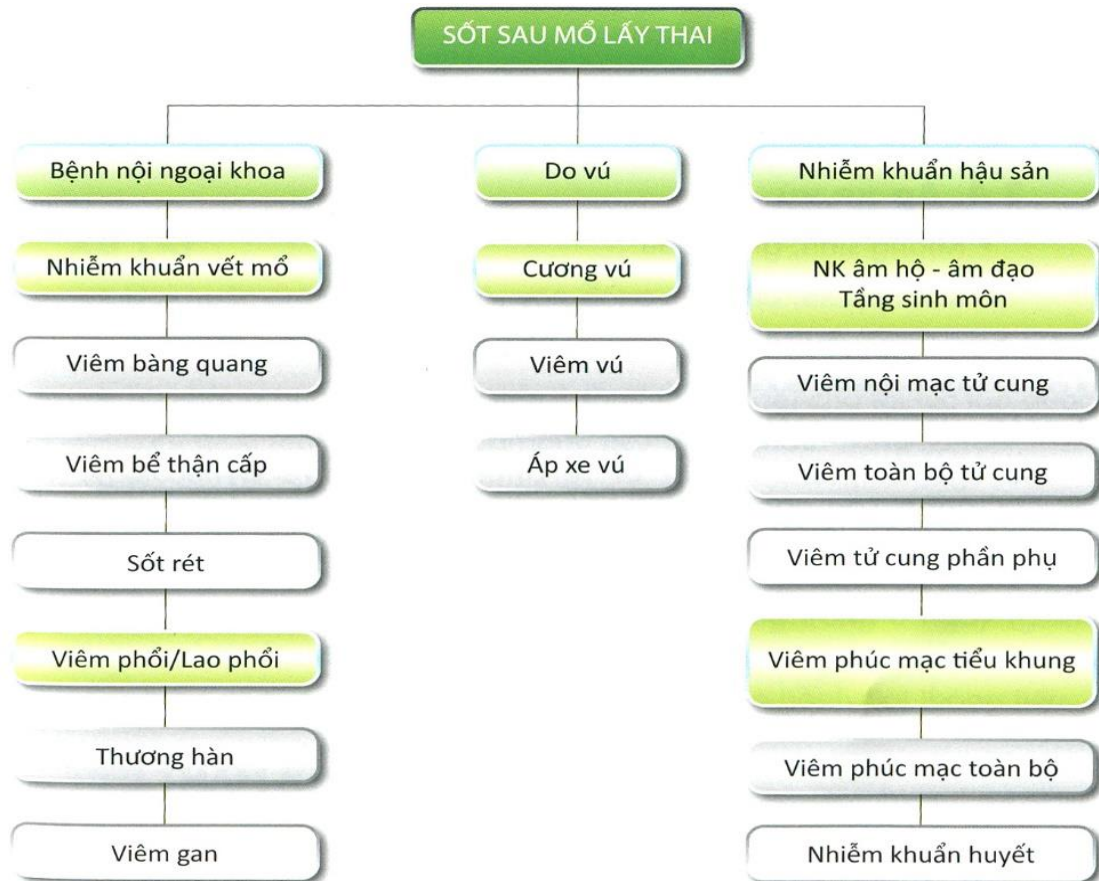 SỐT SAU MỔ LẤY THAI
Bệnh nội ngoại khoa
Nhiễm khuẩn vết mổ
Viêm bàng quang
Viêm bể thận cấp
Sốt rét
Viêm phổi/Lao phổi
Thương hàn
Viêm gan
Do vú
Cương vú
Viêm vú
Áp xe vú
Nhiễm khuẩn hậu sản
NK âm hộ - âm đạo
Tầng sinh môn
Viêm nội mạc tử cung
Viêm toàn bộ tử cung
Viêm tử cung phần phụ
Viêm phúc mạc tiểu khung
Viêm phúc mạc toàn bộ
Nhiễm khuẩn huyết